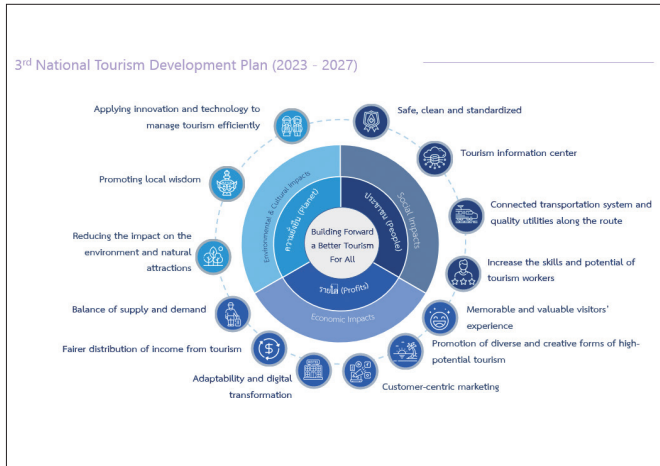 3rd National Tourism Development Plan (2023 - 2027)
Applying innovation and technology to
manage tourism efficiently
Safe, clean and standardized
Tourism information center
Promoting local wisdom
Connected transportation system and
quality utilities along the route
Reducing the impact on the
environment and natural
attractions
Increase the skills and potential of
tourism workers
Balance of supply and demand
Memorable and valuable visitors'
experience
Fairer distribution of income from tourism
Promotion of diverse and creative forms of high-
potential tourism
Adaptability and digital
transformation
Customer-centric marketing
Environmental & Cultural Impacts
ความยั่งยืน (Planet)
Social Impacts
ประชาชน (People)
Building Forward
a Better Tourism
For All
รายได้ (Profits)
Economic Impacts